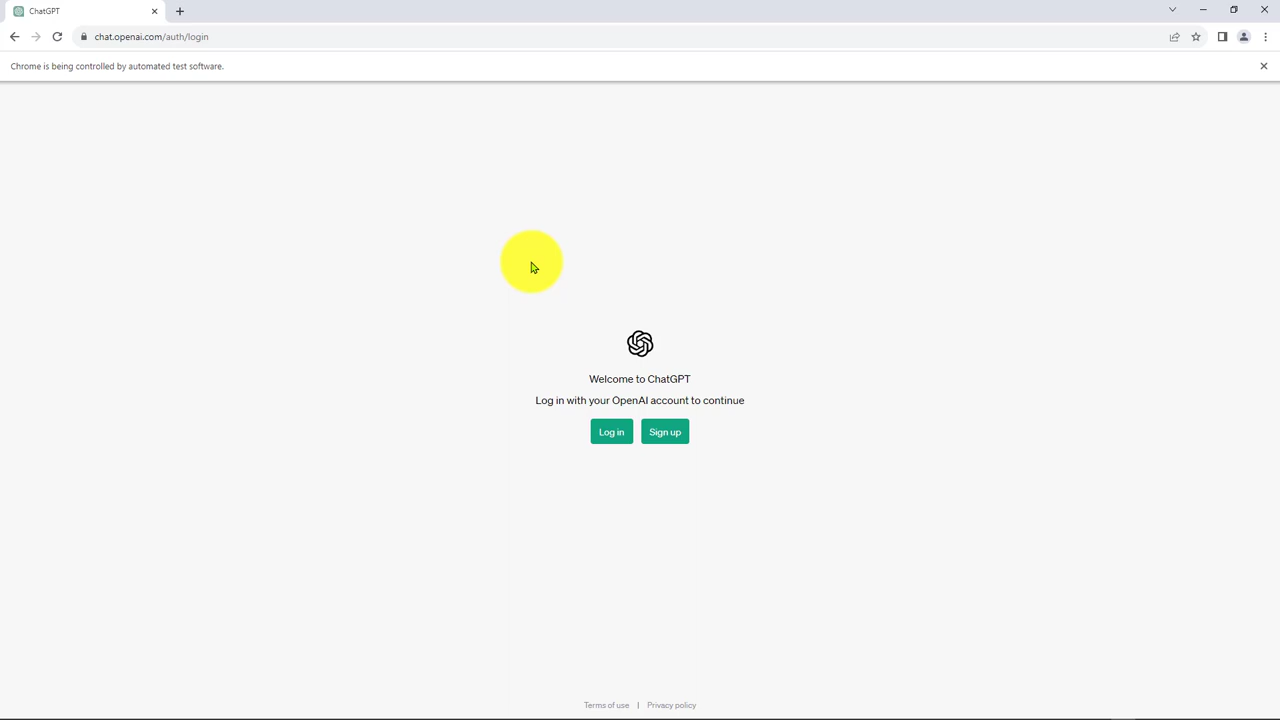 ChatGPT
chat.openai.com/auth/login
Chrome is being controlled by automated test software.
Welcome to ChatGPT
Log in with your OpenAI account to continue
Log in Sign up
Terms of use | Privacy policy